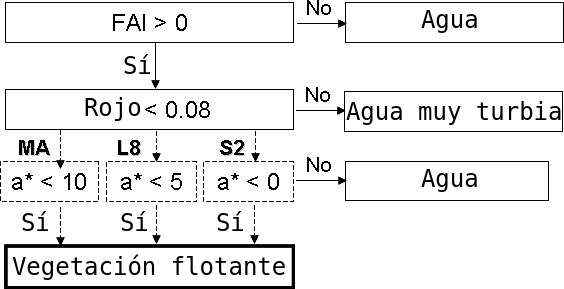 FAI > 0
No
Agua
Sí
Rojo < 0.08
No
Agua muy turbia
MA
L8
S2
a* < 10
a* < 5
a* < 0
No
Agua
Sí
Sí
Sí
Vegetación flotante